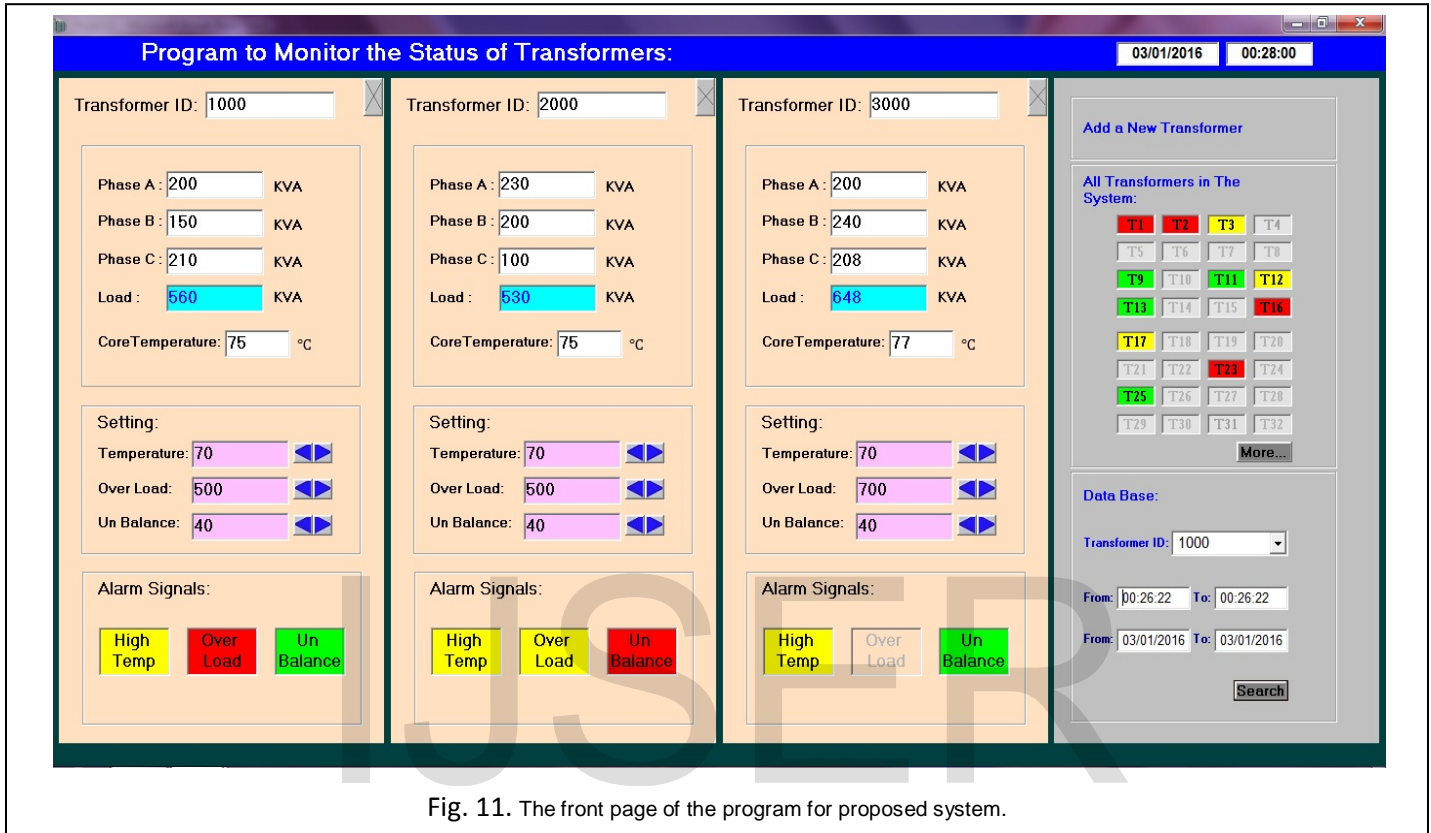 Program to Monitor the Status of Transformers:
03/01/2016 00:28:00
Transformer ID: 1000
Phase A : 200 KVA
Phase B : 150 KVA
Phase C : 210 KVA
Load : 560 KVA
CoreTemperature: 75 °C
Setting:
Temperature: 70
Over Load: 500
Un Balance: 40
Alarm Signals:
High Temp
Over Load
Un Balance
Transformer ID: 2000
Phase A : 230 KVA
Phase B : 200 KVA
Phase C : 100 KVA
Load : 530 KVA
CoreTemperature: 75 °C
Setting:
Temperature: 70
Over Load: 500
Un Balance: 40
Alarm Signals:
High Temp
Over Load
Un Balance
Transformer ID: 3000
Phase A : 200 KVA
Phase B : 240 KVA
Phase C : 208 KVA
Load : 648 KVA
CoreTemperature: 77 °C
Setting:
Temperature: 70
Over Load: 700
Un Balance: 40
Alarm Signals:
High Temp
Over Load
Un Balance
Add a New Transformer
All Transformers in The
System:
T1 T2 T3 T4
T5 T6 T7 T8
T9 T10 T11 T12
T13 T14 T15 T16
T17 T18 T19 T20
T21 T22 T23 T24
T25 T26 T27 T28
T29 T30 T31 T32
More...
Data Base:
Transformer ID: 1000
From: 00:26:22 To: 00:26:22
From: 03/01/2016 To: 03/01/2016
Search
IJSER
Fig. 11. The front page of the program for proposed system.